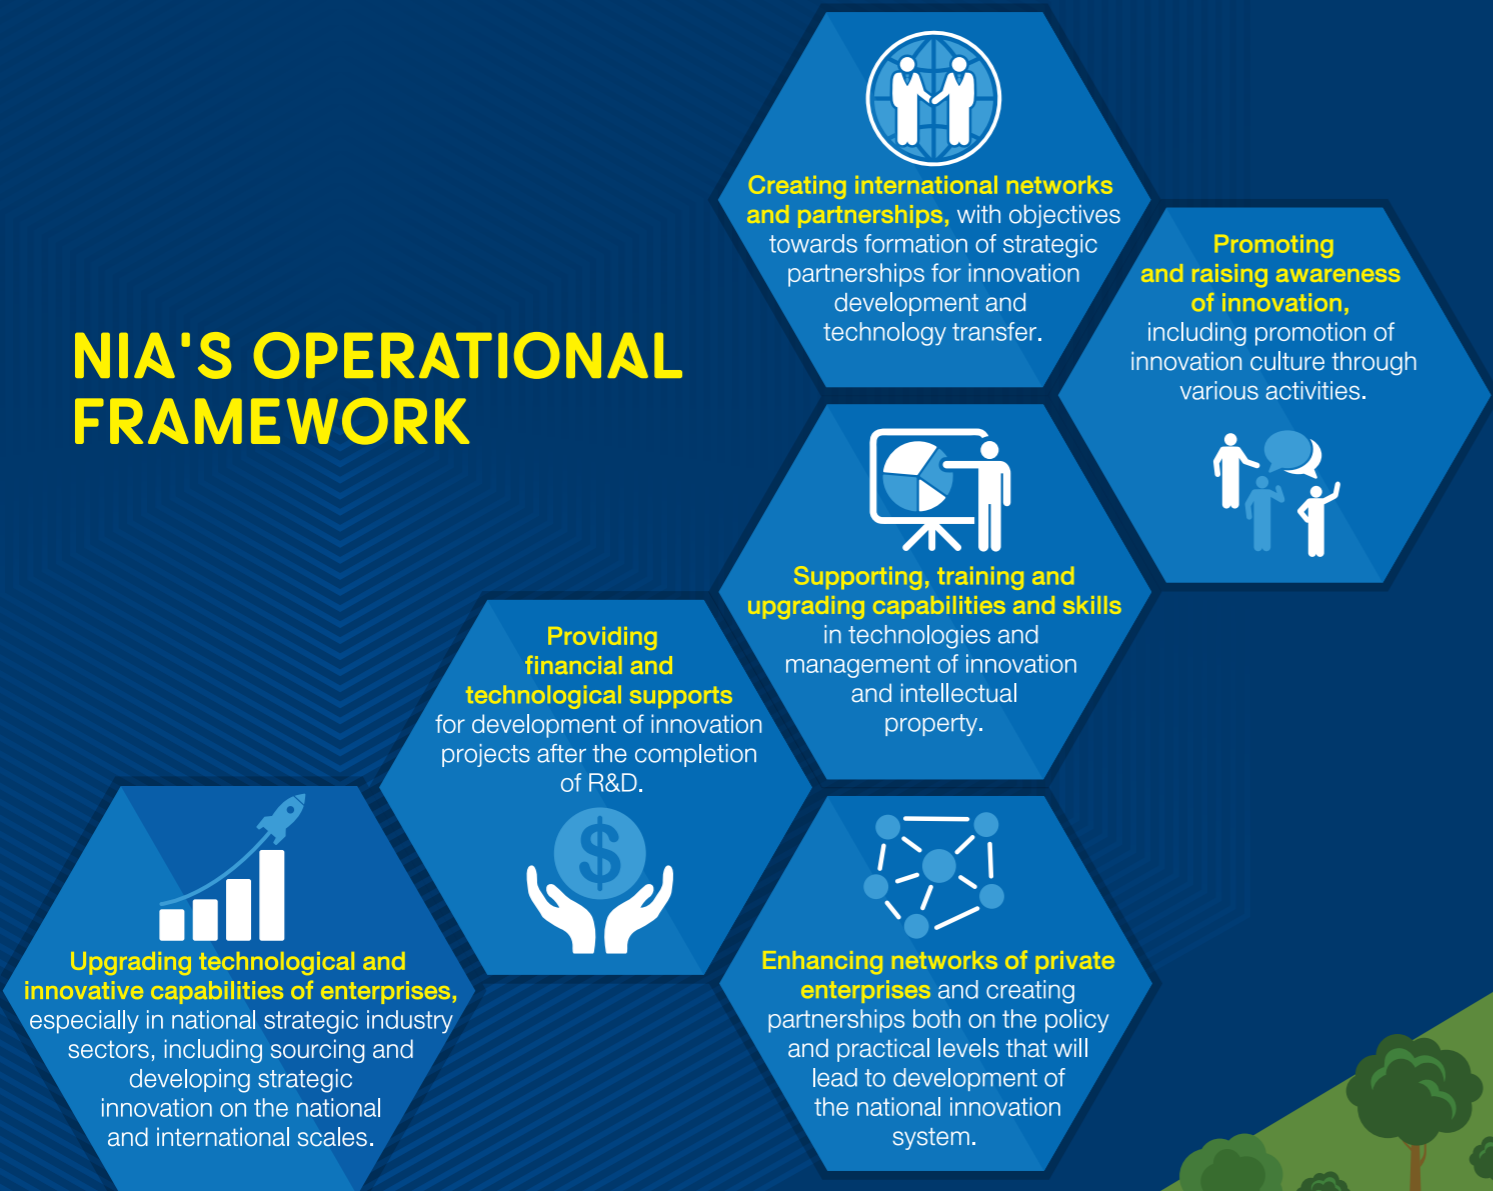 NIA'S OPERATIONAL
FRAMEWORK
Creating international networks
and partnerships, with objectives
towards formation of strategic
partnerships for innovation
development and
technology transfer.
Promoting
and raising awareness
of innovation,
including promotion of
innovation culture through
various activities.
Supporting, training and
upgrading capabilities and skills
in technologies and
management of innovation
and intellectual
property.
Providing
financial and
technological supports
for development of innovation
projects after the completion
of R&D.
$
Upgrading technological and
innovative capabilities of enterprises,
especially in national strategic industry
sectors, including sourcing and
developing strategic
innovation on the national
and international scales.
Enhancing networks of private
enterprises and creating
partnerships both on the policy
and practical levels that will
lead to development of
the national innovation
system.